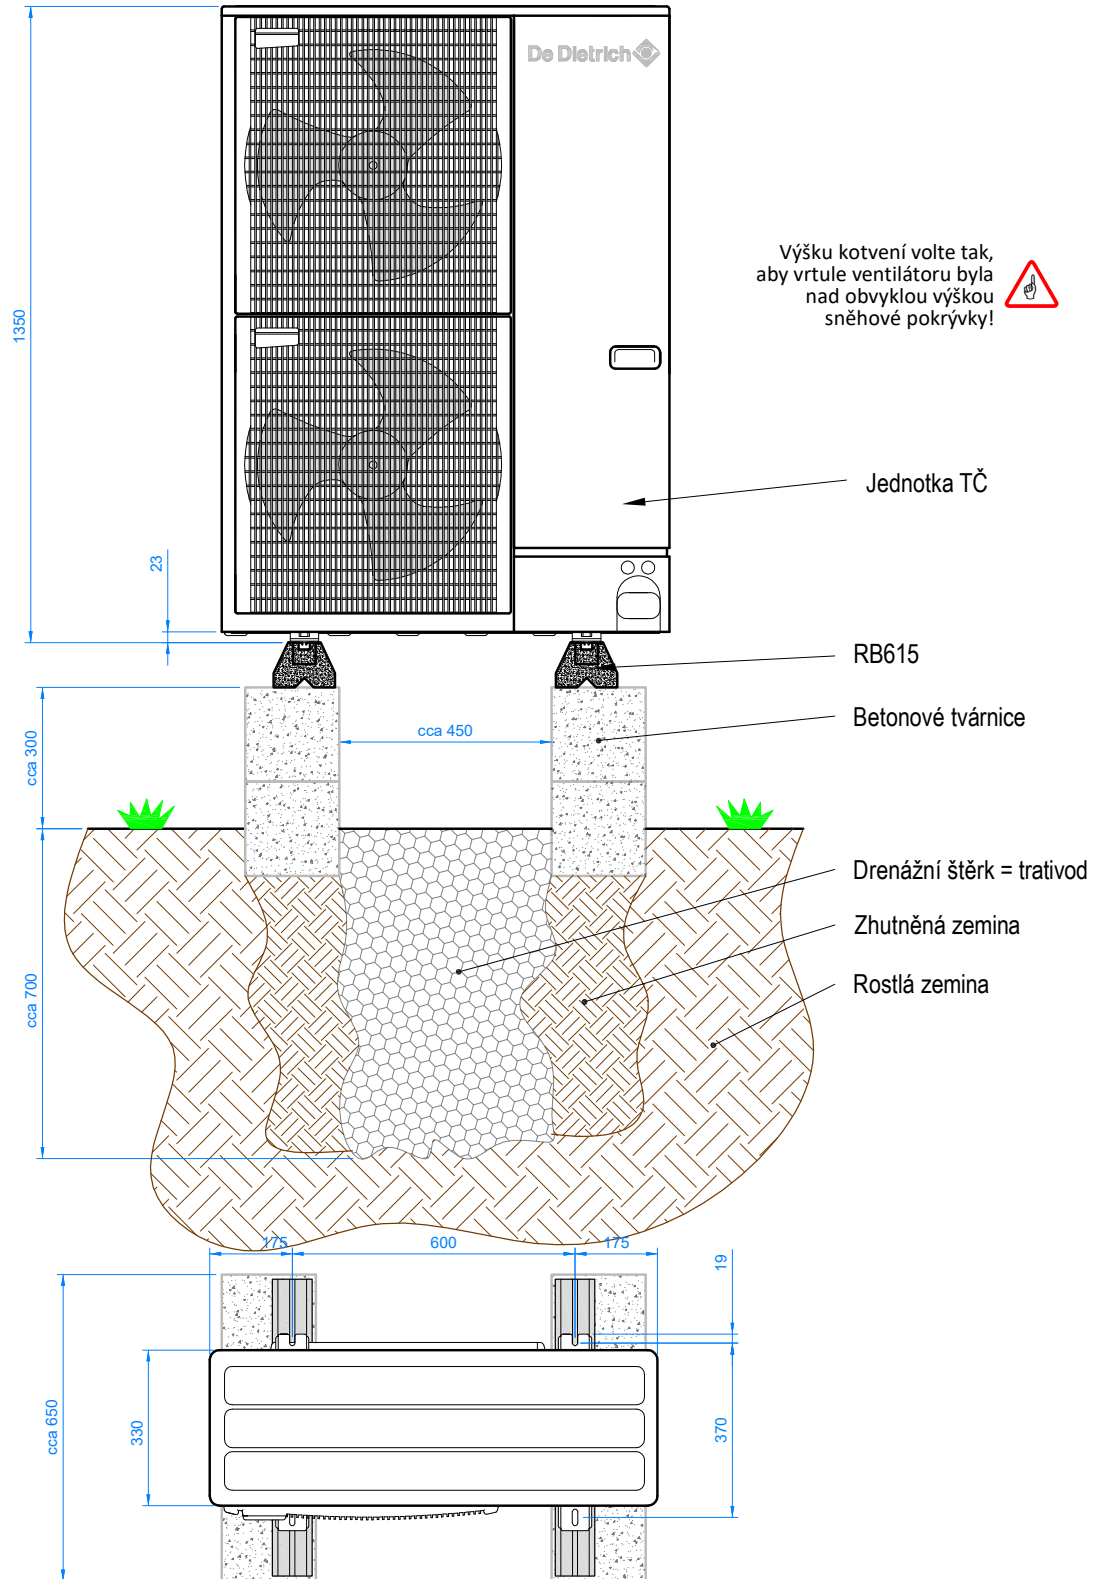 De Dietrich
1350
Výšku kotvení volte tak,
aby vrtule ventilátoru byla
nad obvyklou výškou
sněhové pokrývky!
Jednotka TČ
23
RB615
Betonové tvárnice
cca 450
cca 300
Drenážní štěrk = trativod
Zhutněná zemina
Rostlá zemina
cca 700
175
600
175
19
cca 650
330
370